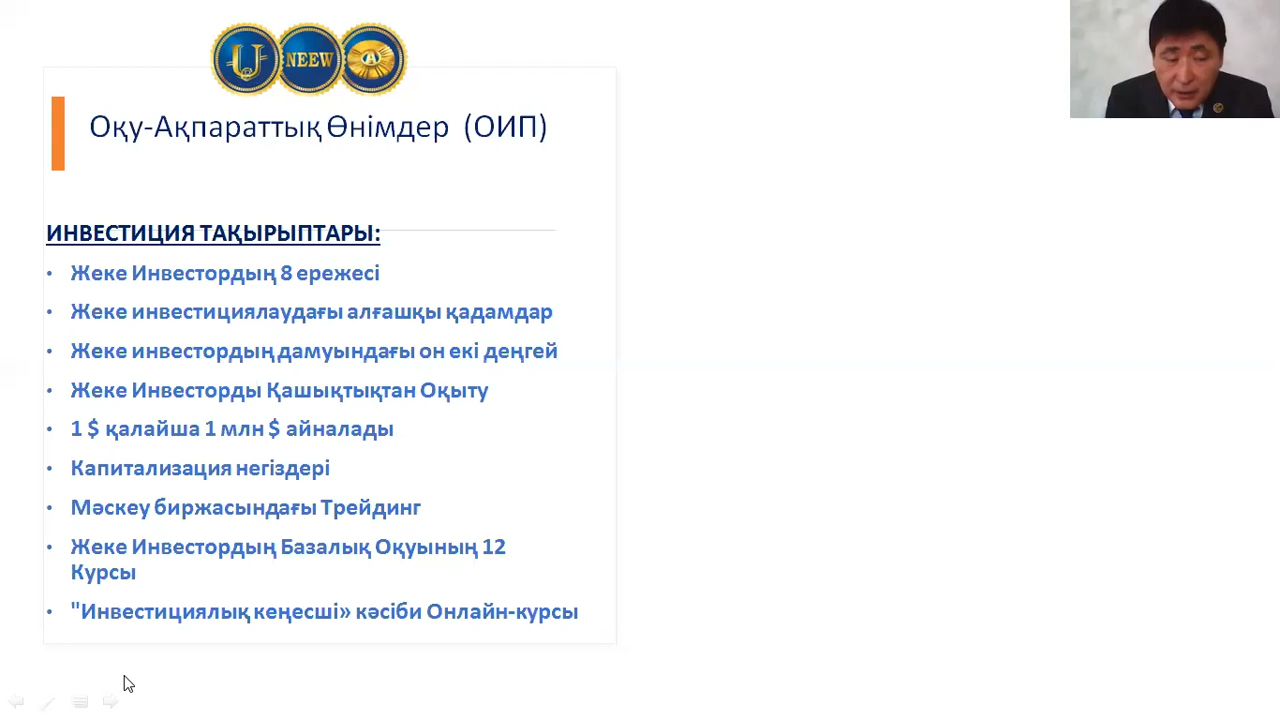 NEEW
Оқу-Ақпараттық Өнімдер (ОИП)
ИНВЕСТИЦИЯ ТАҚЫРЫПТАРЫ:
• Жеке Инвестордың 8 ережесі
• Жеке инвестициялаудағы алғашқы қадамдар
• Жеке инвестордың дамуындағы он екі деңгей
• Жеке Инвесторды Қашықтықтан Оқыту
• 1 $ қалайша 1 млн $ айналады
• Капитализация негіздері
• Мәскеу биржасындағы Трейдинг
• Жеке Инвестордың Базалық Оқуының 12
Курсы
• "Инвестициялық кеңесші» кәсіби Онлайн-курсы